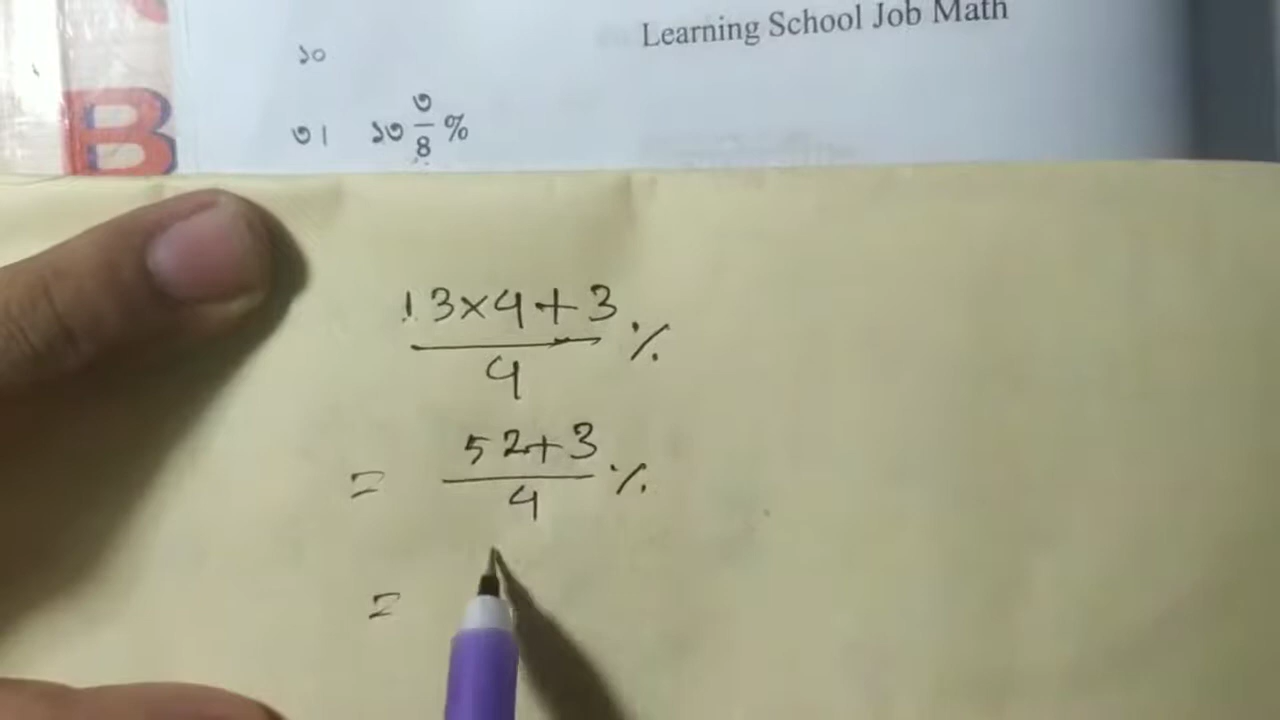 Learning School Job Math
১০
৩। ১৩ ৩/৪ %
B
13×4+3/4 %
= 52+3/4 %
=